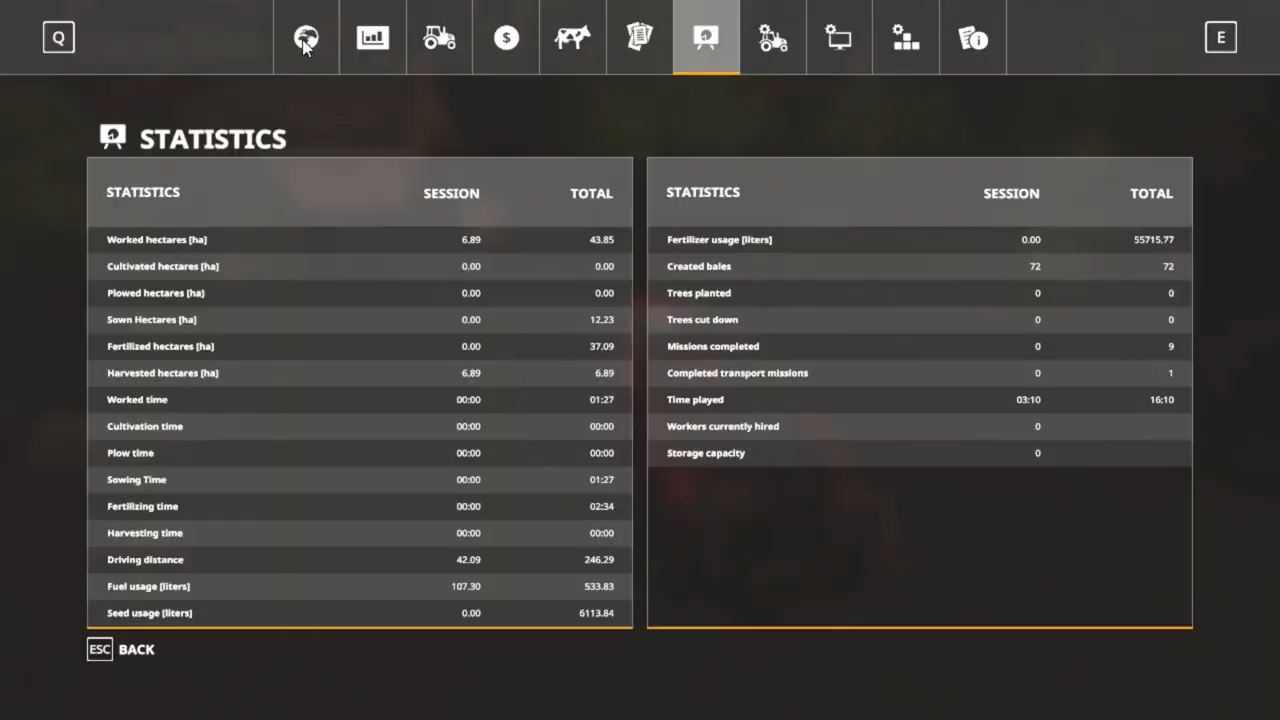 Q
$
E
STATISTICS
STATISTICS SESSION TOTAL
Worked hectares [ha] 6.89 43.85
Cultivated hectares [ha] 0.00 0.00
Plowed hectares [ha] 0.00 0.00
Sown Hectares [ha] 0.00 12.23
Fertilized hectares [ha] 0.00 37.09
Harvested hectares [ha] 6.89 6.89
Worked time 00:00 01:27
Cultivation time 00:00 00:00
Plow time 00:00 00:00
Sowing Time 00:00 01:27
Fertilizing time 00:00 02:34
Harvesting time 00:00 00:00
Driving distance 42.09 246.29
Fuel usage [liters] 107.30 533.83
Seed usage [liters] 0.00 6113.84
STATISTICS SESSION TOTAL
Fertilizer usage [liters] 0.00 55715.77
Created bales 72 72
Trees planted 0 0
Trees cut down 0 0
Missions completed 0 9
Completed transport missions 0 1
Time played 03:10 16:10
Workers currently hired 0
Storage capacity 0
ESC BACK